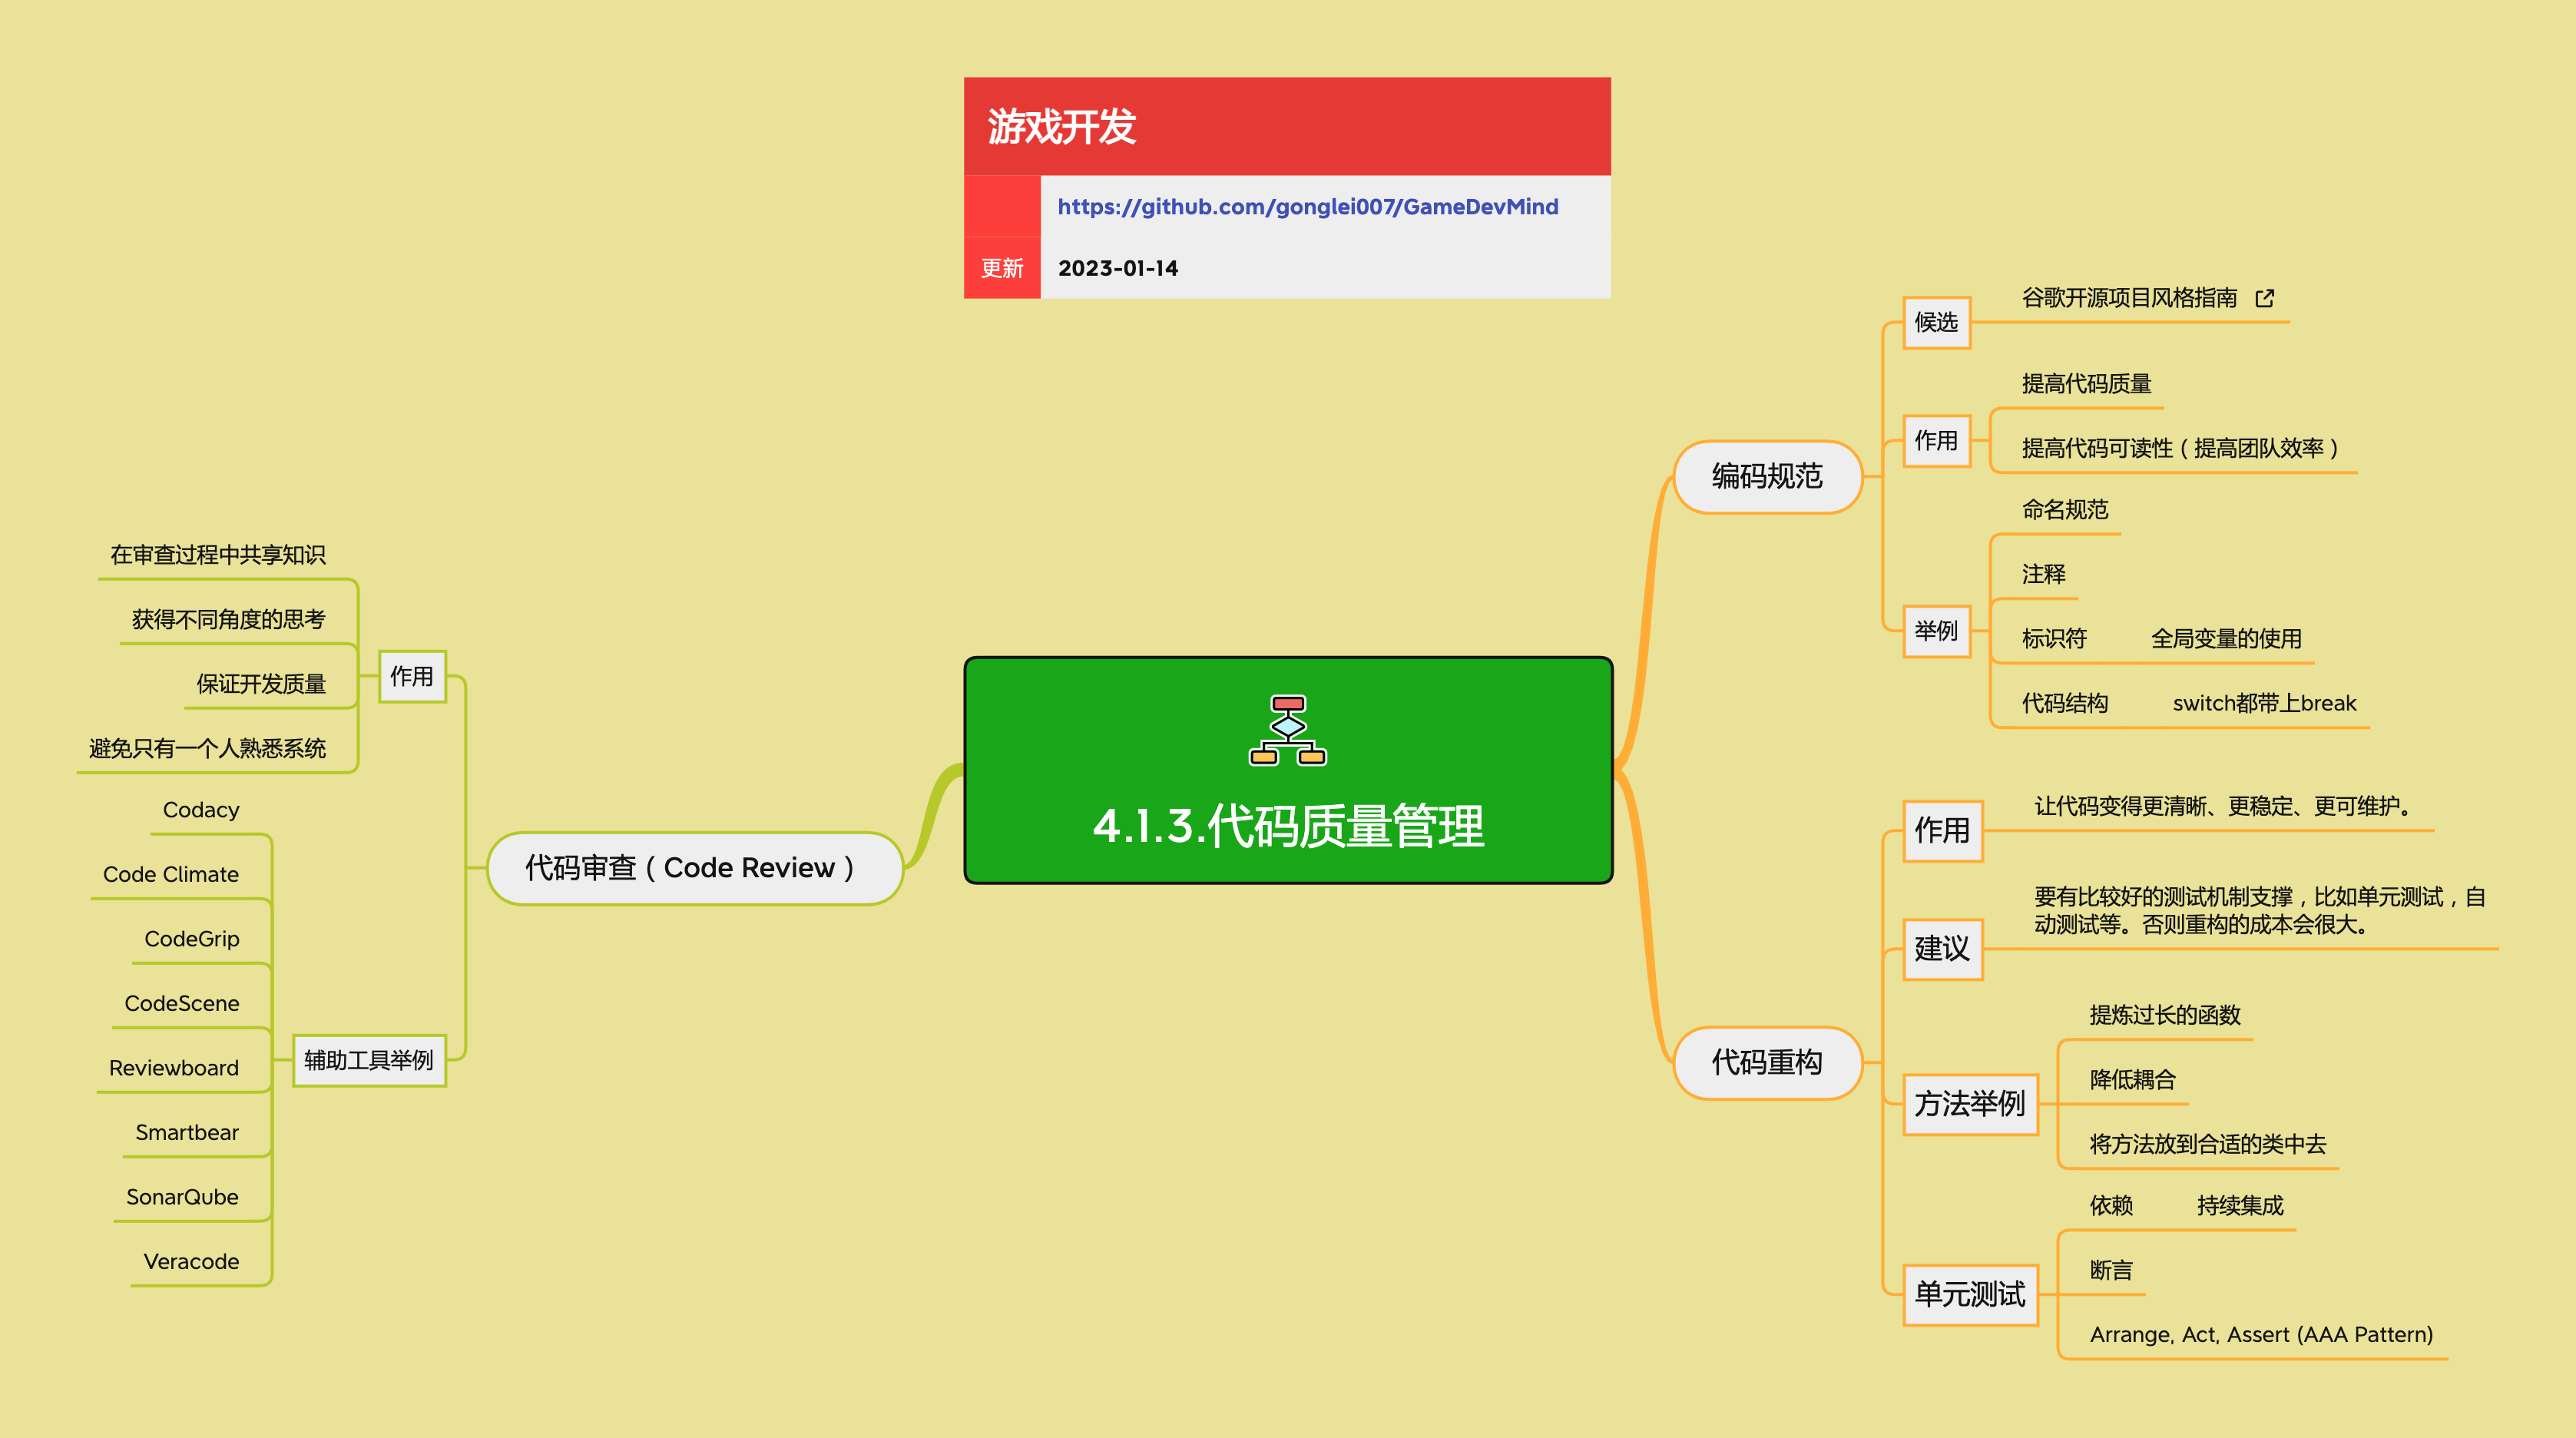 游戏开发
https://github.com/gonglei007/GameDevMind
更新 2023-01-14
4.1.3.代码质量管理
编码规范
候选
谷歌开源项目风格指南
作用
提高代码质量
提高代码可读性（提高团队效率）
举例
命名规范
注释
标识符 全局变量的使用
代码结构 switch都带上break
代码重构
作用
让代码变得更清晰、更稳定、更可维护。
建议
要有比较好的测试机制支撑，比如单元测试，自
动测试等。否则重构的成本会很大。
方法举例
提炼过长的函数
降低耦合
将方法放到合适的类中去
单元测试
依赖 持续集成
断言
Arrange, Act, Assert (AAA Pattern)
代码审查（Code Review）
作用
在审查过程中共享知识
获得不同角度的思考
保证开发质量
避免只有一个人熟悉系统
辅助工具举例
Codacy
Code Climate
CodeGrip
CodeScene
Reviewboard
Smartbear
SonarQube
Veracode